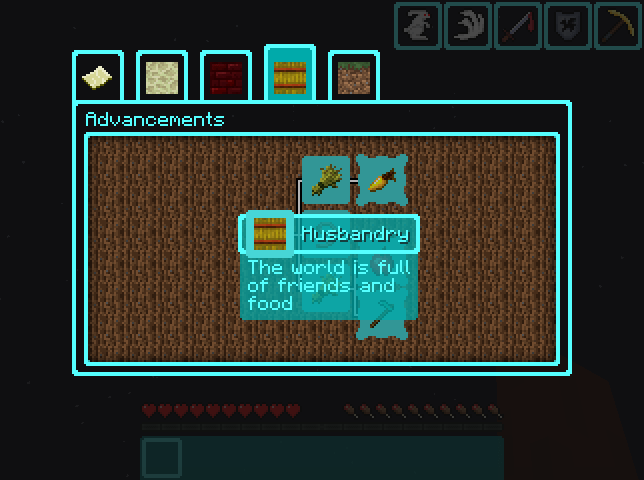 Advancements
Husbandry
The world is full
of friends and
food